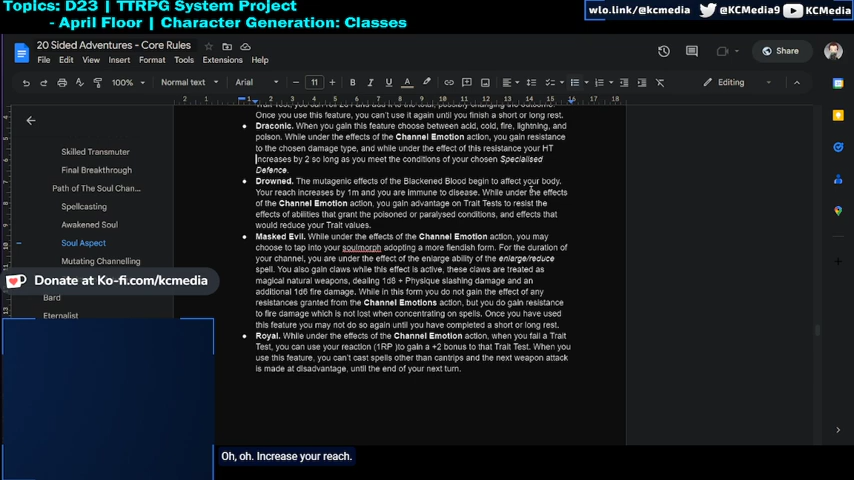 Topics: D23 | TTRPG System Project
- April Floor | Character Generation: Classes
wlo.link/@kcmedia @KCMedia9 KCMedia
20 Sided Adventures - Core Rules
File Edit View Insert Format Tools Extensions Help
Share
100% Normal text Arial 11 Editing
2 1 1 2 3 4 5 6 7 8 9 10 11 12 13 14 15 16 17 18
Once you use this feature, you can't use it again until you finish a short or long rest.
Draconic. When you gain this feature choose between acid, cold, fire, lightning, and
poison. While under the effects of the Channel Emotion action, you gain resistance
to the chosen damage type, and while under the effect of this resistance your HT
increases by 2 so long as you meet the conditions of your chosen Specialised
Defence.
Drowned. The mutagenic effects of the Blackened Blood begin to affect your body.
Your reach increases by 1m and you are immune to disease. While under the effects
of the Channel Emotion action, you gain advantage on Trait Tests to resist the
effects of abilities that grant the poisoned or paralysed conditions, and effects that
would reduce your Trait values.
Masked Evil. While under the effects of the Channel Emotion action, you may
choose to tap into your soulmorph adopting a more fiendish form. For the duration of
your channel, you are under the effect of the enlarge ability of the enlarge/reduce
spell. You also gain claws while this effect is active, these claws are treated as
magical natural weapons, dealing 1d8 + Physique slashing damage and an
additional 1d6 fire damage. While in this form you do not gain the effect of any
resistances granted from the Channel Emotions action, but you do gain resistance
to fire damage which is not lost when concentrating on spells. Once you have used
this feature you may not do so again until you have completed a short or long rest.
Royal. While under the effects of the Channel Emotion action, when you fail a Trait
Test, you can use your reaction (1RP )to gain a +2 bonus to that Trait Test. When you
use this feature, you can't cast spells other than cantrips and the next weapon attack
is made at disadvantage, until the end of your next turn.
Skilled Transmuter
Final Breakthrough
Path of The Soul Chan...
Spellcasting
Awakened Soul
Soul Aspect
Mutating Channelling
Donate at Ko-fi.com/kcmedia
Bard
Eternalist
Oh, oh. Increase your reach.